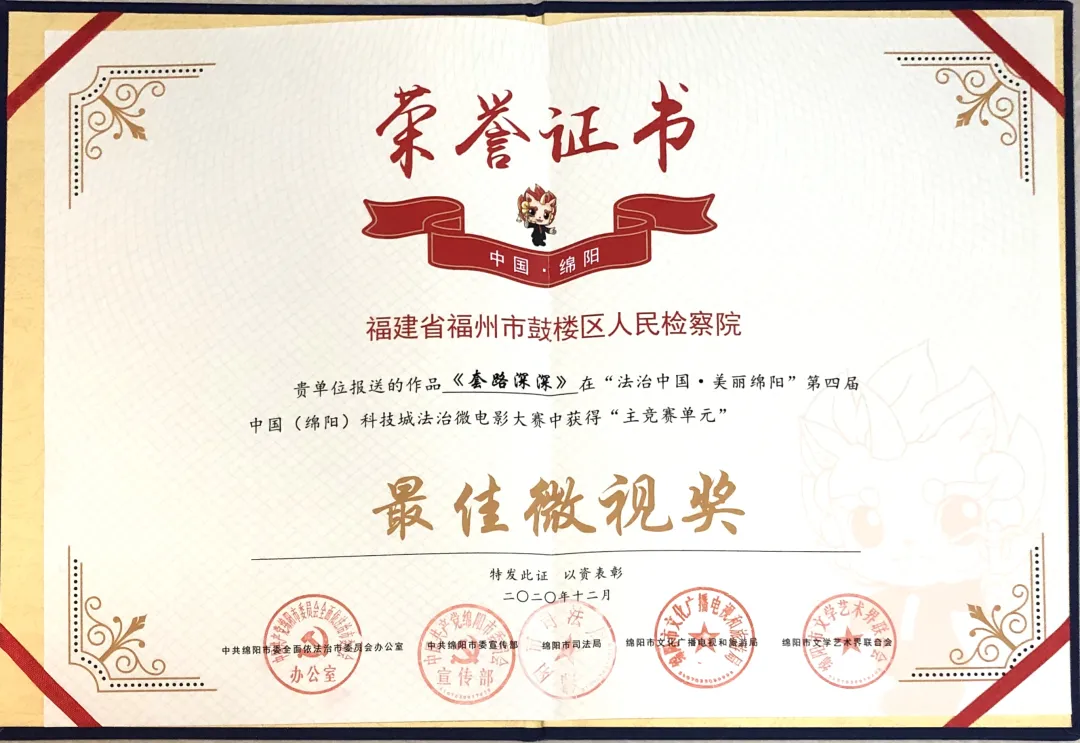 荣誉证书
中国·绵阳
福建省福州市鼓楼区人民检察院
贵单位报送的作品《套路深深》在“法治中国·美丽绵阳”第四届
中国（绵阳）科技城法治微电影大赛中获得“主竞赛单元”
最佳微视奖
特发此证 以资表彰
二〇二〇年十二月
中共绵阳市委全面依法治市委员会办公室 中共绵阳市委宣传部 绵阳市司法局 绵阳市文化广播电视和旅游局 绵阳市文学艺术界联合会
办公室
宣传部